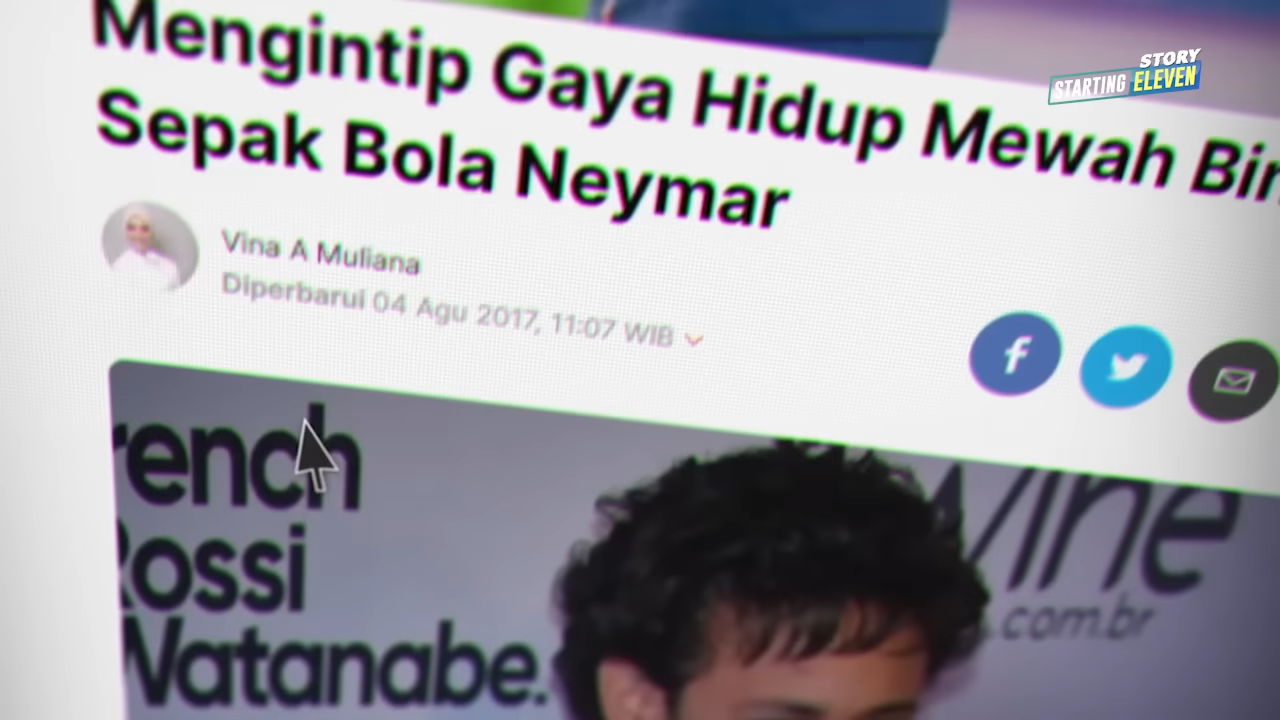 STORY
STARTING ELEVEN
Mengintip Gaya Hidup Mewah
Sepak Bola Neymar
Vina A Muliana
Diperbarui 04 Agu 2017, 11:07 WIB
f
rench
Rossi
Watanabe.
Vine
.com.br